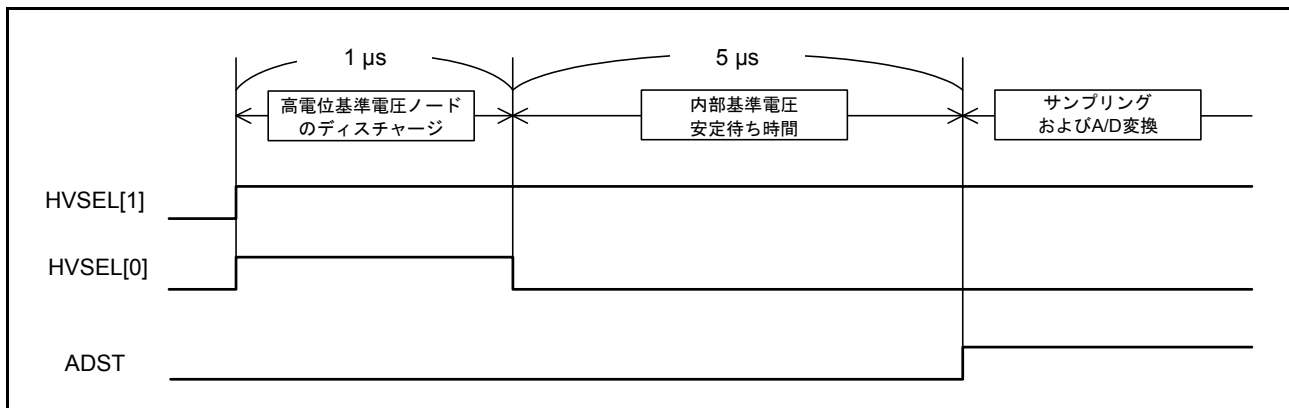 1 µs
5 µs
高電位基準電圧ノード
のディスチャージ
内部基準電圧
安定待ち時間
サンプリング
およびA/D変換
HVSEL[1]
HVSEL[0]
ADST